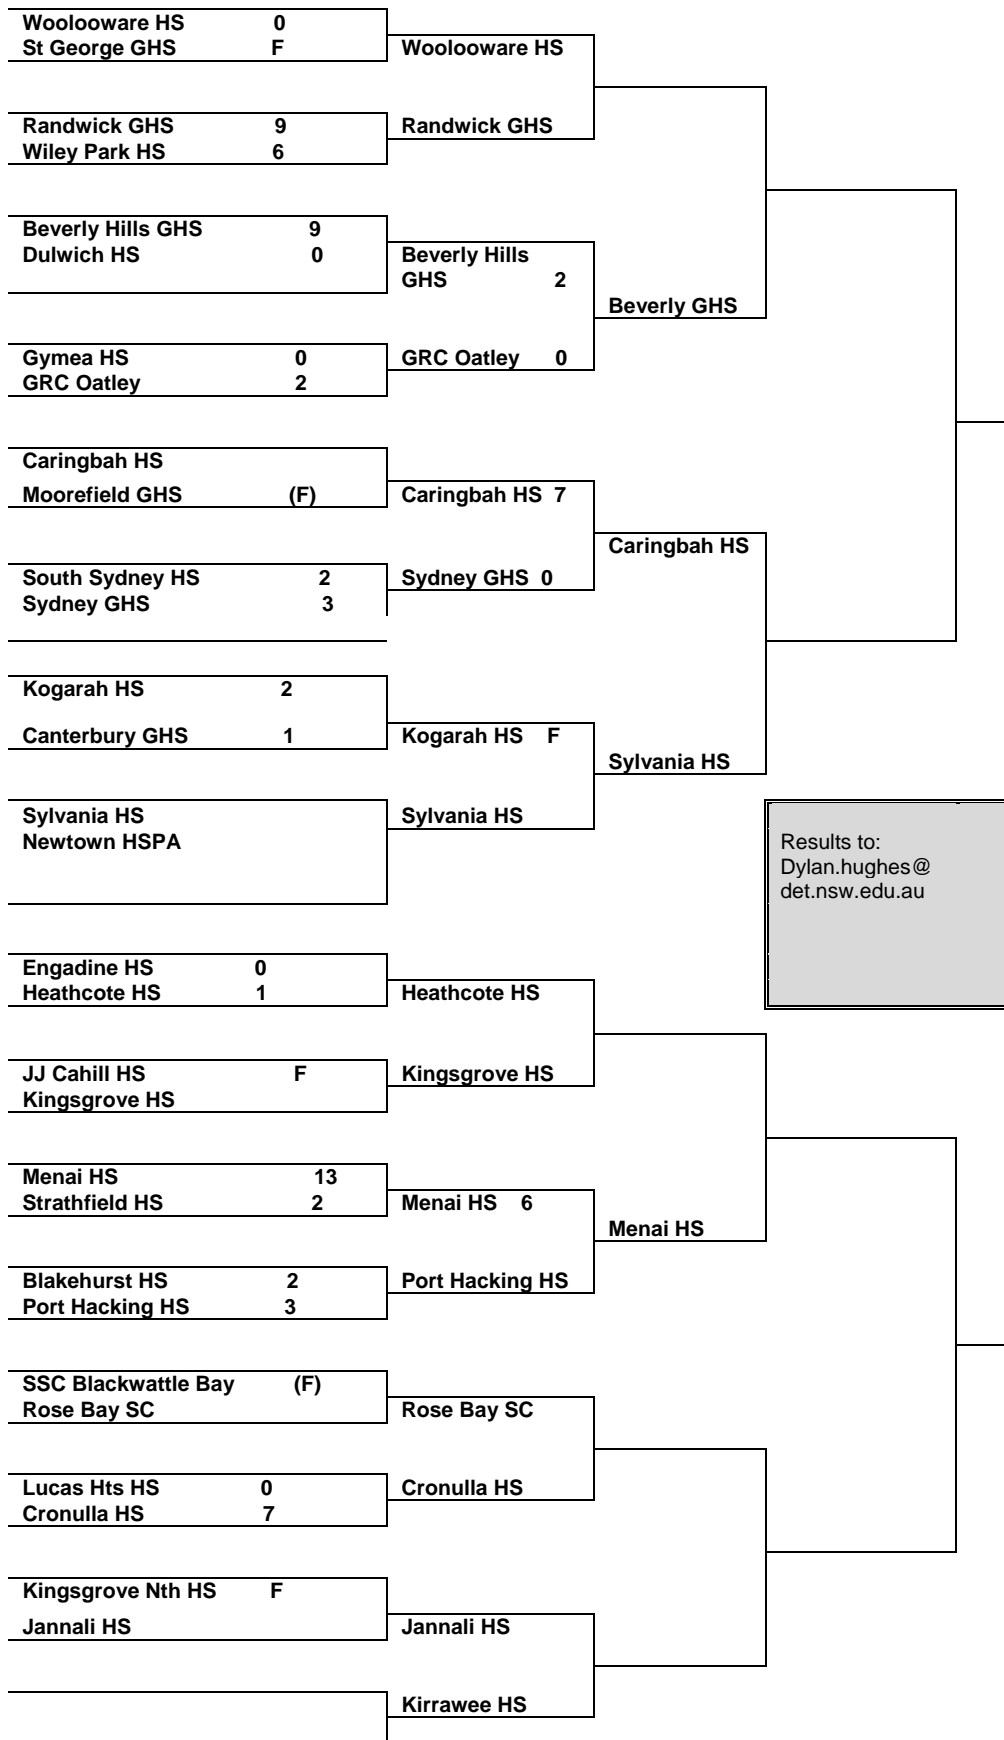 Woolooware HS 0
St George GHS F
Woolooware HS
Randwick GHS 9
Wiley Park HS 6
Randwick GHS
Beverly Hills GHS 9
Dulwich HS 0
Beverly Hills
GHS 2
Beverly GHS
Gymea HS 0
GRC Oatley 2
GRC Oatley 0
Caringbah HS
Moorefield GHS (F)
Caringbah HS 7
Caringbah HS
South Sydney HS 2
Sydney GHS 3
Sydney GHS 0
Kogarah HS 2
Canterbury GHS 1
Kogarah HS F
Sylvania HS
Sylvania HS
Newtown HSPA
Sylvania HS
Results to:
Dylan.hughes@
det.nsw.edu.au
Engadine HS 0
Heathcote HS 1
Heathcote HS
JJ Cahill HS F
Kingsgrove HS
Kingsgrove HS
Menai HS 13
Strathfield HS 2
Menai HS 6
Menai HS
Blakehurst HS 2
Port Hacking HS 3
Port Hacking HS
SSC Blackwattle Bay (F)
Rose Bay SC
Rose Bay SC
Lucas Hts HS 0
Cronulla HS 7
Cronulla HS
Kingsgrove Nth HS F
Jannali HS
Jannali HS
Kirrawee HS